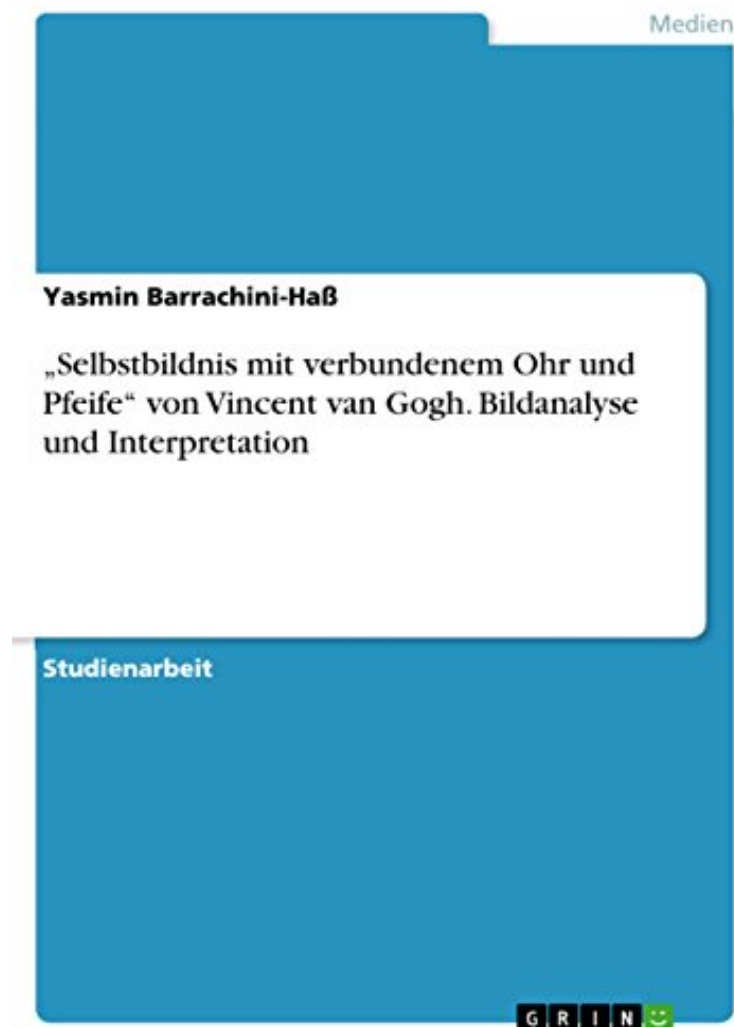 Medien
Yasmin Barrachini-Haß
„Selbstbildnis mit verbundenem Ohr und
Pfeife“ von Vincent van Gogh. Bildanalyse
und Interpretation
Studienarbeit
GRIN